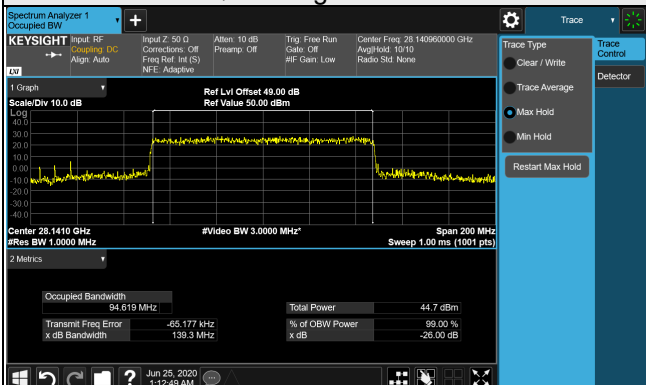 Spectrum Analyzer 1
Occupied BW
Trace
KEYSIGHT
Input: RF
Coupling: DC
Align: Auto
Input Z: 50 Ω
Corrections: Off
Freq Ref: Int (S)
NFE: Adaptive
Atten: 10 dB
Preamp: Off
Trig: Free Run
Gate: Off
#IF Gain: Low
Center Freq: 28.140960000 GHz
Avg|Hold: 10/10
Radio Std: None
LXI
Trace Type
Clear / Write
Trace Average
Max Hold
Min Hold
Restart Max Hold
Trace Control
Detector
1 Graph
Scale/Div 10.0 dB
Ref Lvl Offset 49.00 dB
Ref Value 50.00 dBm
Log
40.0
30.0
20.0
10.0
0.00
-10.0
-20.0
-30.0
-40.0
Center 28.1410 GHz
#Res BW 1.0000 MHz
#Video BW 3.0000 MHz*
Span 200 MHz
Sweep 1.00 ms (1001 pts)
2 Metrics
Occupied Bandwidth
94.619 MHz
Total Power 44.7 dBm
Transmit Freq Error -65.177 kHz
% of OBW Power 99.00 %
x dB Bandwidth 139.3 MHz
x dB -26.00 dB
?
Jun 25, 2020
1:12:49 AM